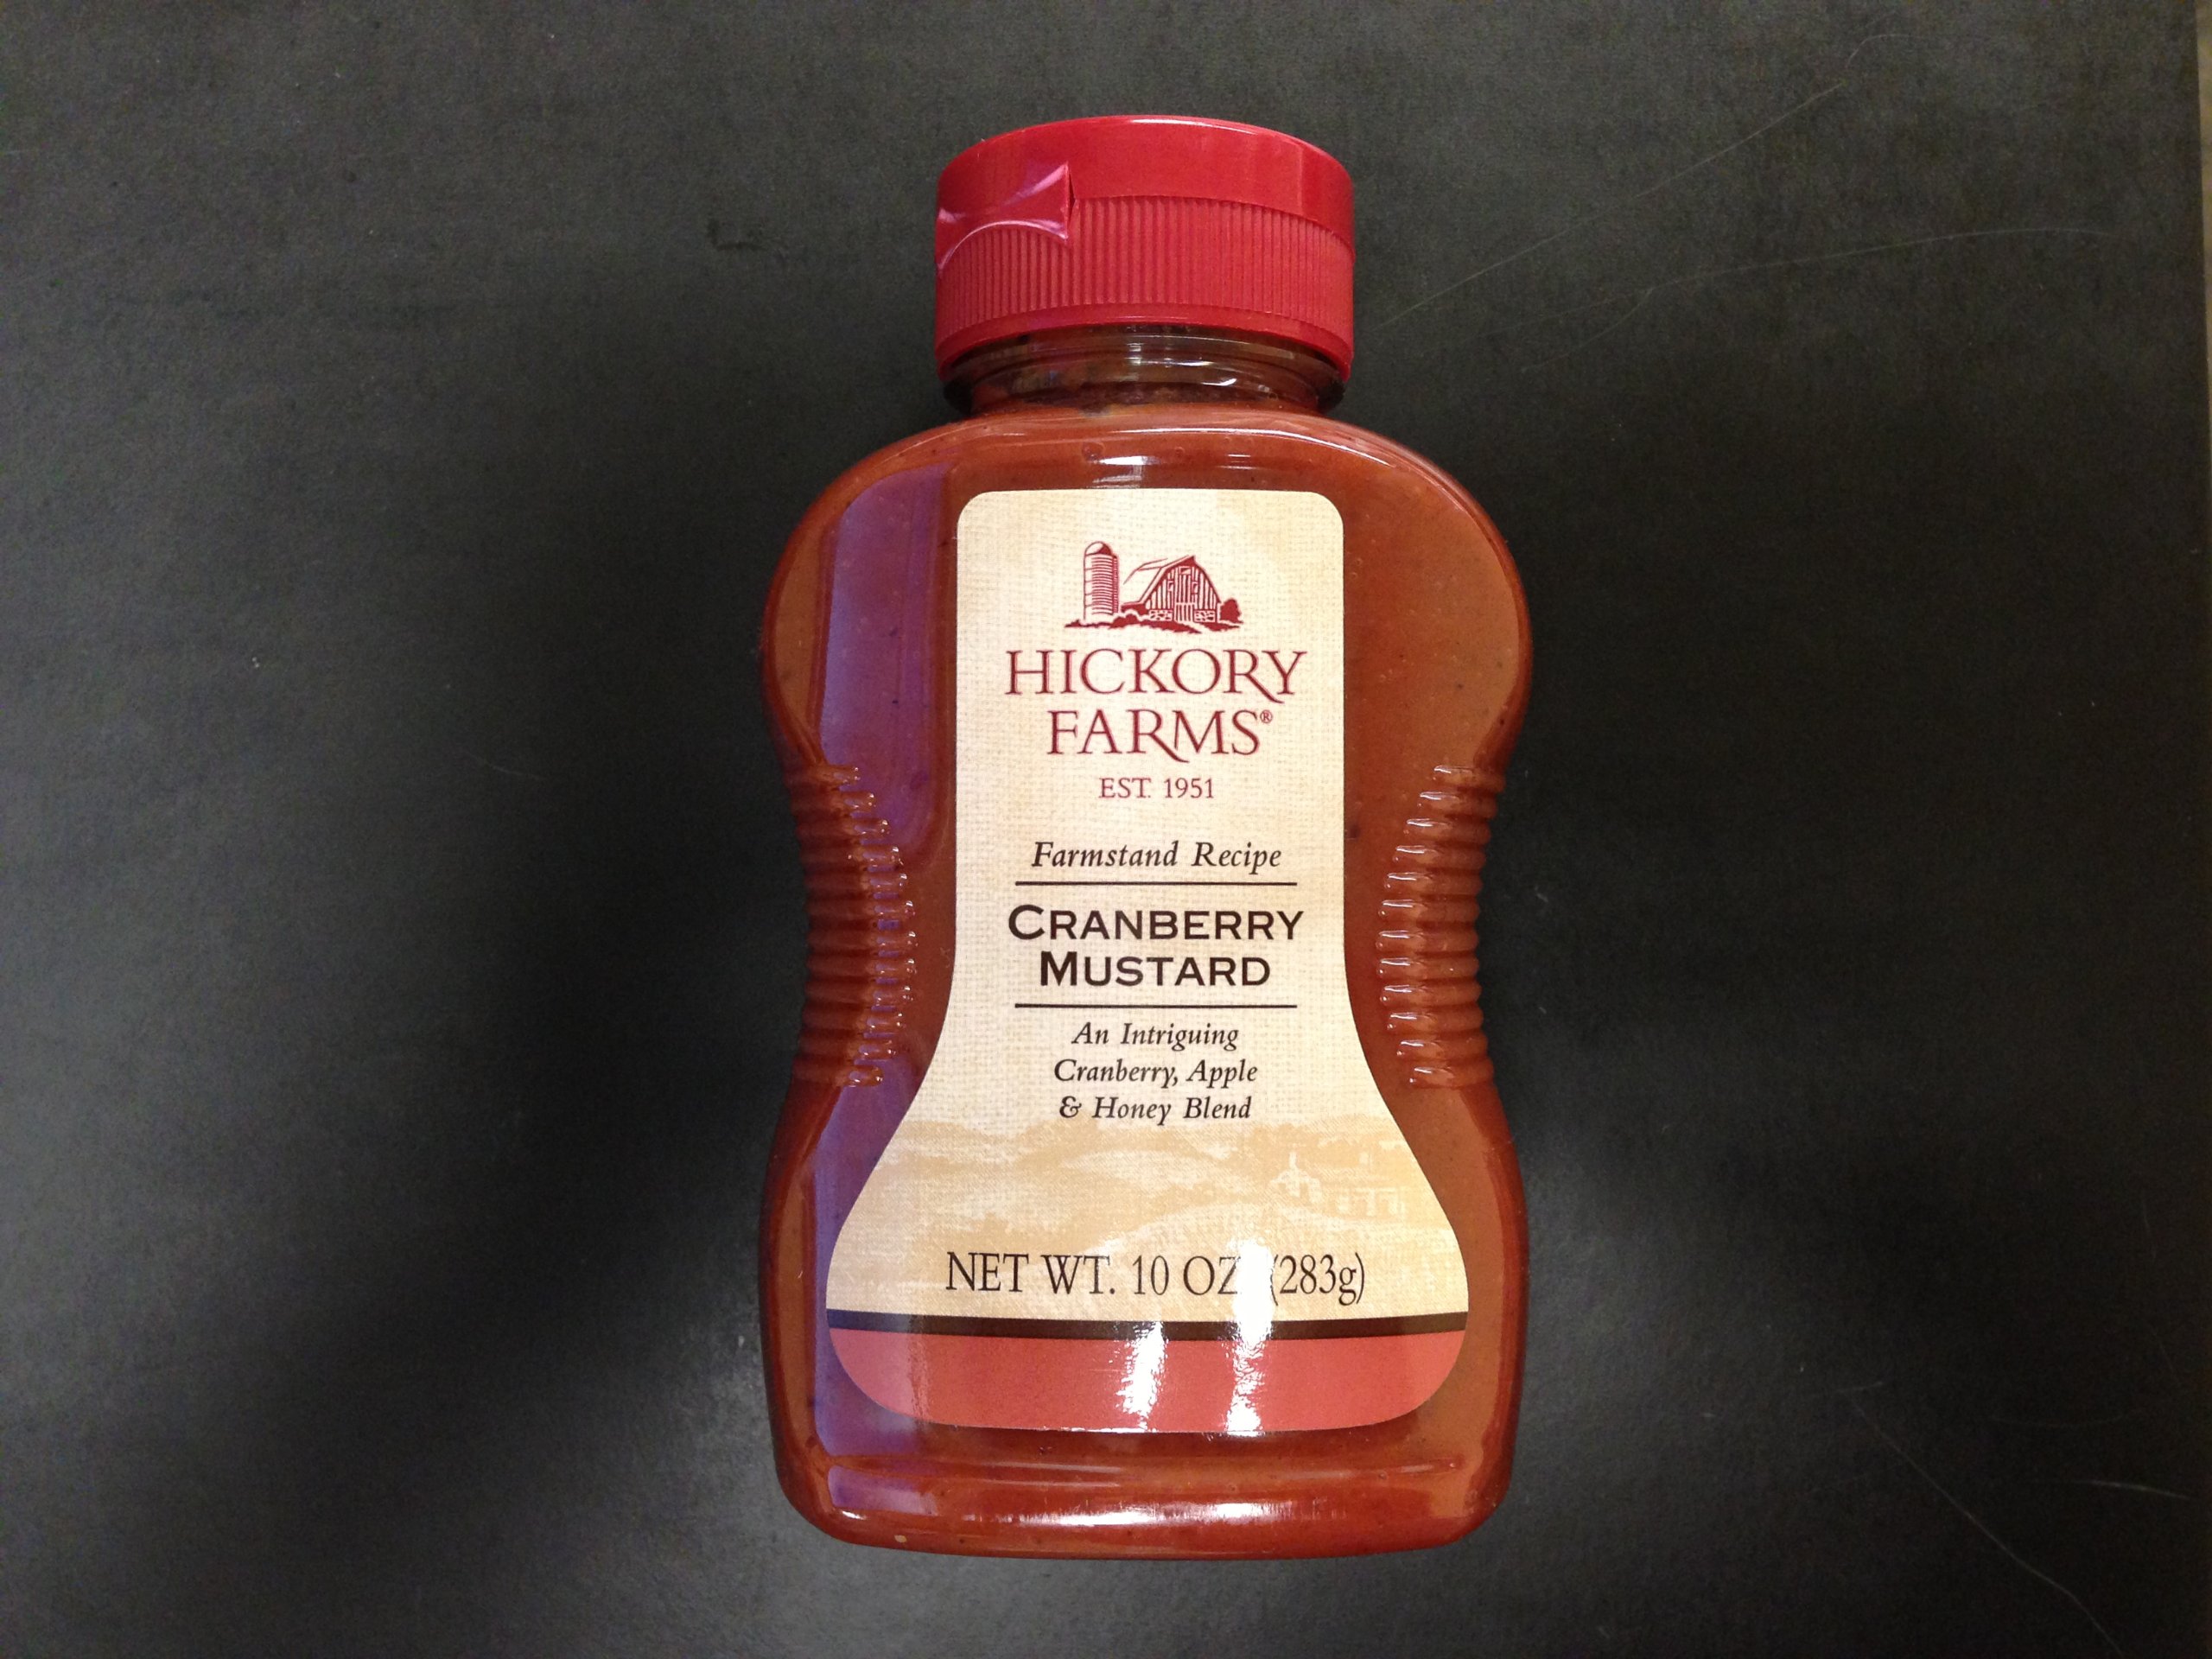 HICKORY
FARMS®
EST. 1951
Farmstand Recipe
CRANBERRY
MUSTARD
An Intriguing
Cranberry, Apple
& Honey Blend
NET WT. 10 OZ (283g)